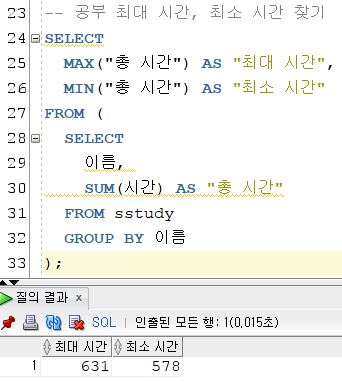 23 -- 공부 최대 시간, 최소 시간 찾기
24 SELECT
25 MAX("총 시간") AS "최대 시간",
26 MIN("총 시간") AS "최소 시간"
27 FROM (
28 SELECT
29 이름,
30 SUM(시간) AS "총 시간"
31 FROM sstudy
32 GROUP BY 이름
33 );
질의 결과 x
SQL | 인출된 모든 행: 1(0,015초)
최대 시간 최소 시간
1 631 578